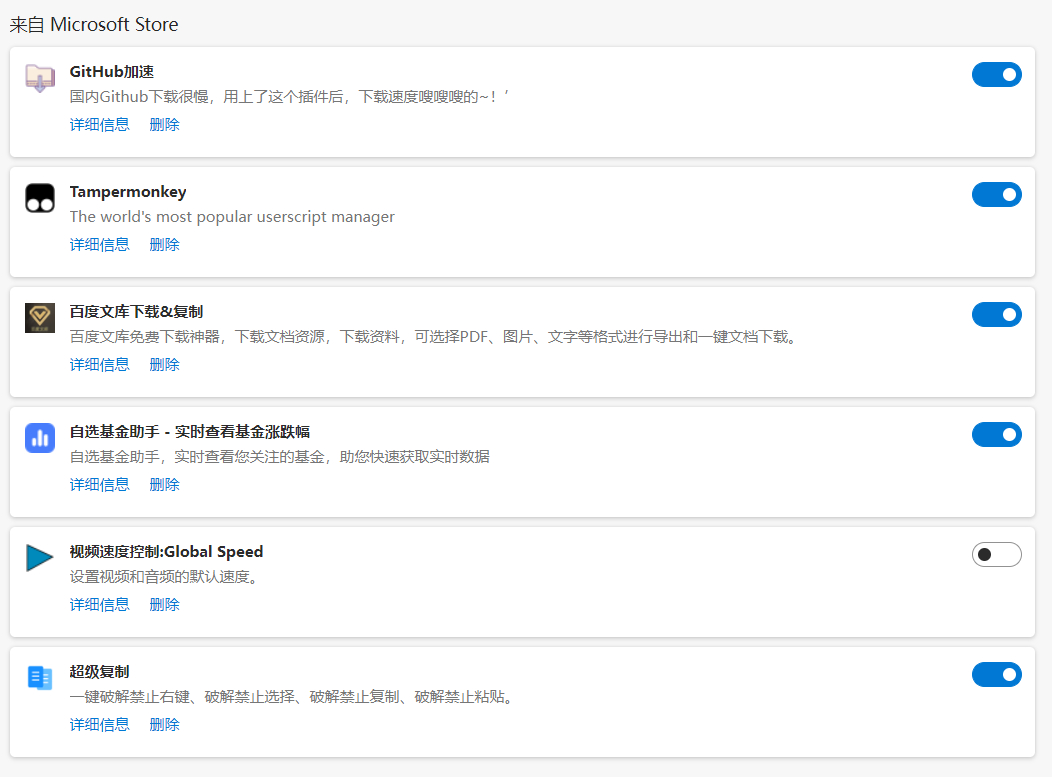 来自 Microsoft Store
GitHub加速
国内Github下载很慢，用上了这个插件后，下载速度嗖嗖嗖的~！′
详细信息 删除
Tampermonkey
The world's most popular userscript manager
详细信息 删除
百度文库下载&复制
百度文库免费下载神器，下载文档资源，下载资料，可选择PDF、图片、文字等格式进行导出和一键文档下载。
详细信息 删除
自选基金助手 - 实时查看基金涨跌幅
自选基金助手，实时查看您关注的基金，助您快速获取实时数据
详细信息 删除
视频速度控制:Global Speed
设置视频和音频的默认速度。
详细信息 删除
超级复制
一键破解禁止右键、破解禁止选择、破解禁止复制、破解禁止粘贴。
详细信息 删除